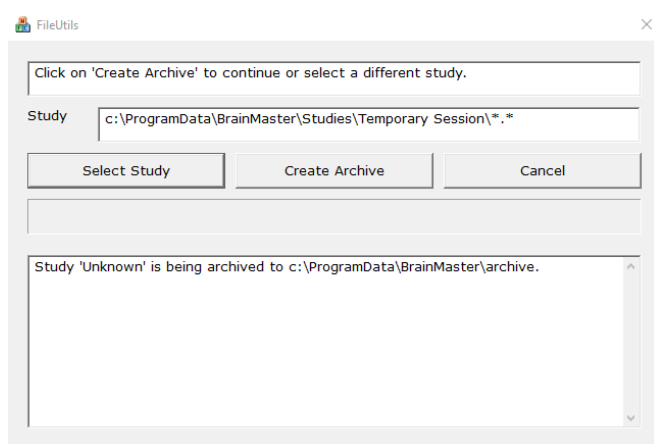 FileUtils
Click on 'Create Archive' to continue or select a different study.
Study c:\ProgramData\BrainMaster\Studies\Temporary Session\*.*
Select Study Create Archive Cancel
Study 'Unknown' is being archived to c:\ProgramData\BrainMaster\archive.